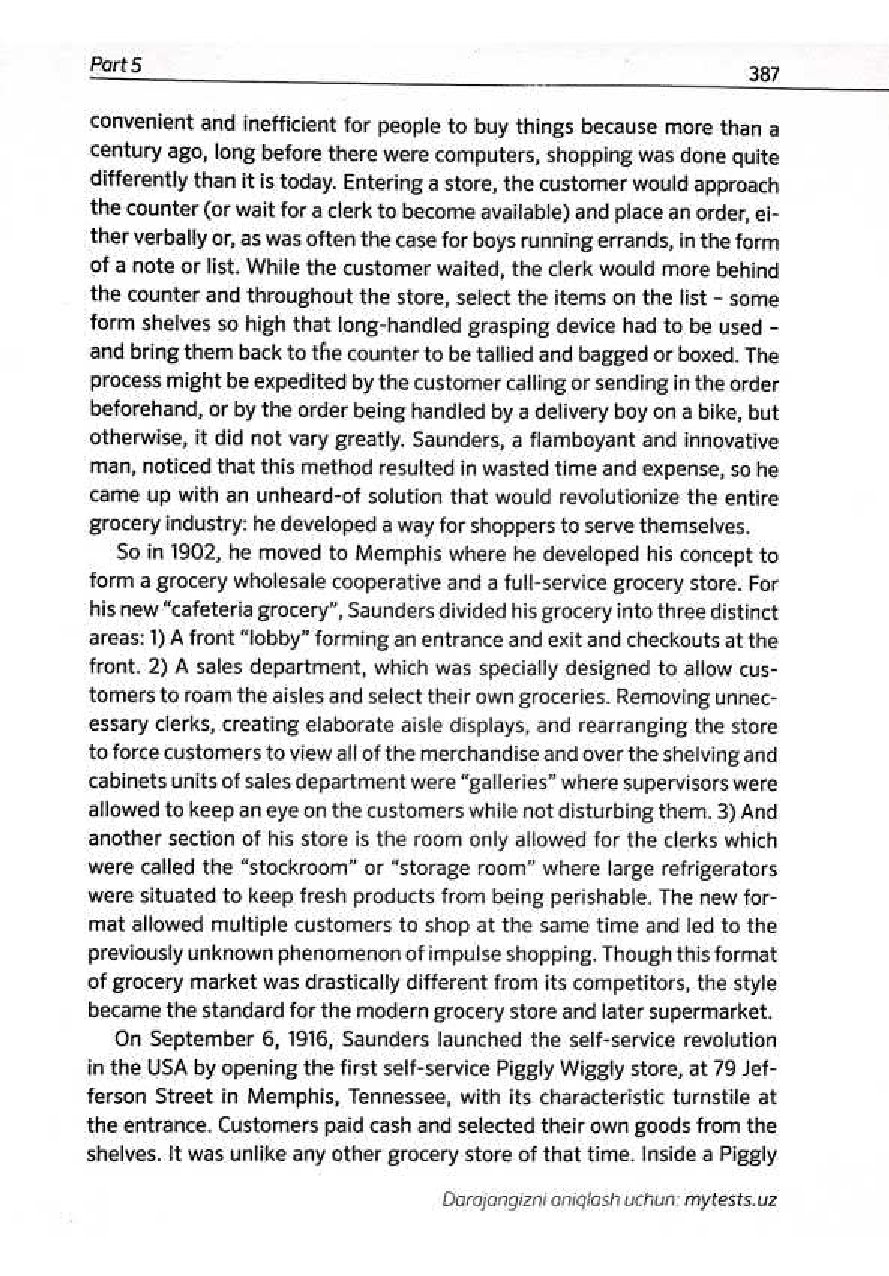 Part 5
387
convenient and inefficient for people to buy things because more than a
century ago, long before there were computers, shopping was done quite
differently than it is today. Entering a store, the customer would approach
the counter (or wait for a clerk to become available) and place an order, ei-
ther verbally or, as was often the case for boys running errands, in the form
of a note or list. While the customer waited, the clerk would more behind
the counter and throughout the store, select the items on the list – some
form shelves so high that long-handled grasping device had to be used –
and bring them back to the counter to be tallied and bagged or boxed. The
process might be expedited by the customer calling or sending in the order
beforehand, or by the order being handled by a delivery boy on a bike, but
otherwise, it did not vary greatly. Saunders, a flamboyant and innovative
man, noticed that this method resulted in wasted time and expense, so he
came up with an unheard-of solution that would revolutionize the entire
grocery industry: he developed a way for shoppers to serve themselves.
So in 1902, he moved to Memphis where he developed his concept to
form a grocery wholesale cooperative and a full-service grocery store. For
his new "cafeteria grocery", Saunders divided his grocery into three distinct
areas: 1) A front "lobby" forming an entrance and exit and checkouts at the
front. 2) A sales department, which was specially designed to allow cus-
tomers to roam the aisles and select their own groceries. Removing unnec-
essary clerks, creating elaborate aisle displays, and rearranging the store
to force customers to view all of the merchandise and over the shelving and
cabinets units of sales department were "galleries" where supervisors were
allowed to keep an eye on the customers while not disturbing them. 3) And
another section of his store is the room only allowed for the clerks which
were called the "stockroom" or "storage room" where large refrigerators
were situated to keep fresh products from being perishable. The new for-
mat allowed multiple customers to shop at the same time and led to the
previously unknown phenomenon of impulse shopping. Though this format
of grocery market was drastically different from its competitors, the style
became the standard for the modern grocery store and later supermarket.
On September 6, 1916, Saunders launched the self-service revolution
in the USA by opening the first self-service Piggly Wiggly store, at 79 Jef-
ferson Street in Memphis, Tennessee, with its characteristic turnstile at
the entrance. Customers paid cash and selected their own goods from the
shelves. It was unlike any other grocery store of that time. Inside a Piggly
Darajangizni aniqlash uchun: mytests.uz